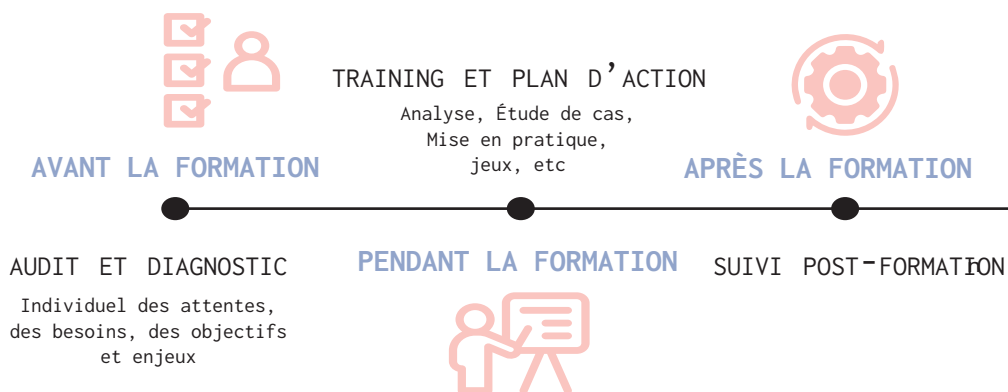 TRAINING ET PLAN D'ACTION
Analyse, Étude de cas,
Mise en pratique,
jeux, etc
AVANT LA FORMATION
APRÈS LA FORMATION
AUDIT ET DIAGNOSTIC
Individuel des attentes,
des besoins, des objectifs
et enjeux
PENDANT LA FORMATION
SUIVI POST-FORMATION